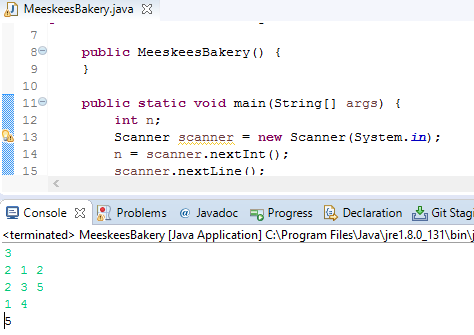 MeeskeesBakery.java
7
8 public MeeskeesBakery() {
9 }
10
11 public static void main(String[] args) {
12 int n;
13 Scanner scanner = new Scanner(System.in);
14 n = scanner.nextInt();
15 scanner.nextLine();
Console Problems @ Javadoc Progress Declaration Git Stagi
<terminated> MeeskeesBakery [Java Application] C:\Program Files\Java\jre1.8.0_131\bin\j
3
2 1 2
2 3 5
1 4
5